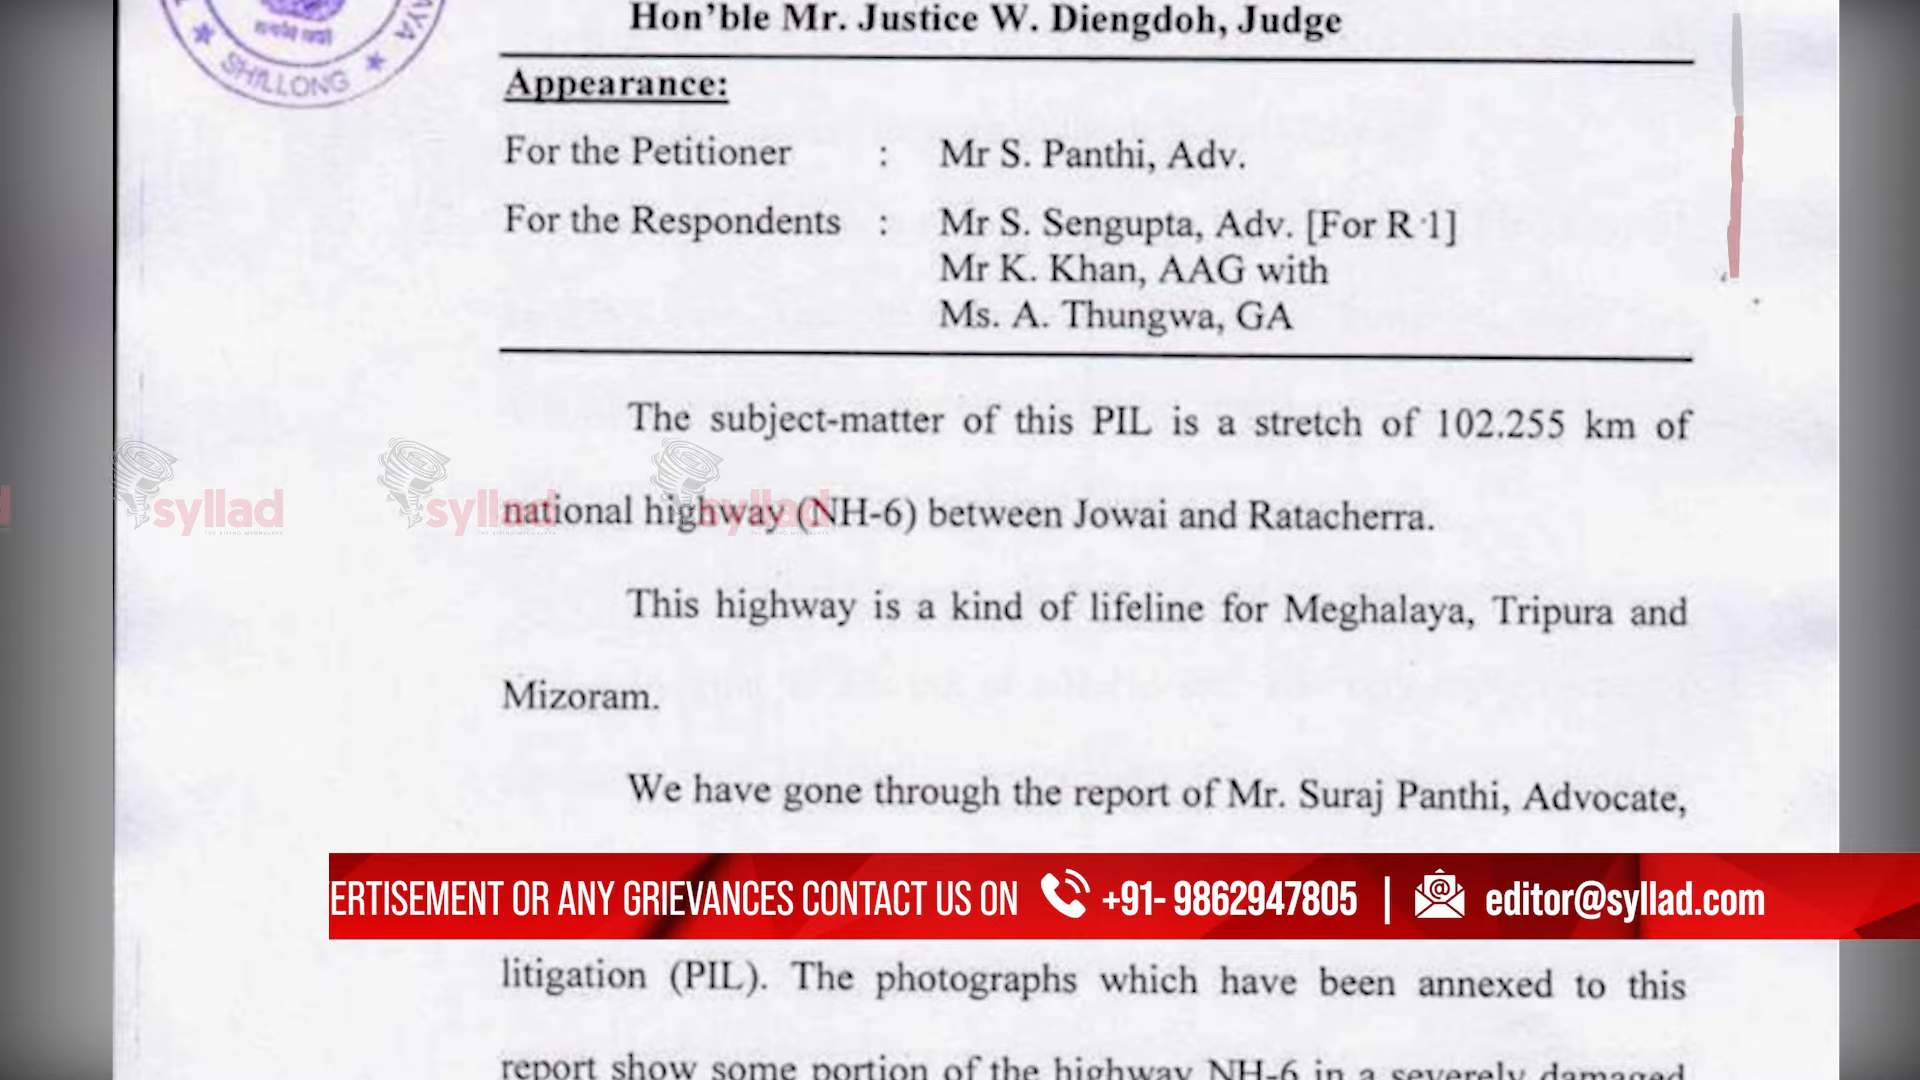 Hon'ble Mr. Justice W. Diengdoh, Judge
SHILLONG
Appearance:
For the Petitioner : Mr S. Panthi, Adv.
For the Respondents : Mr S. Sengupta, Adv. [For R 1]
Mr K. Khan, AAG with
Ms. A. Thungwa, GA
The subject-matter of this PIL is a stretch of 102.255 km of
national highway (NH-6) between Jowai and Ratacherra.
syllad syllad syllad
This highway is a kind of lifeline for Meghalaya, Tripura and
Mizoram.
We have gone through the report of Mr. Suraj Panthi, Advocate,
ERTISEMENT OR ANY GRIEVANCES CONTACT US ON +91- 9862947805 | editor@syllad.com
litigation (PIL). The photographs which have been annexed to this
report show some portion of the highway NH-6 in a severely damaged